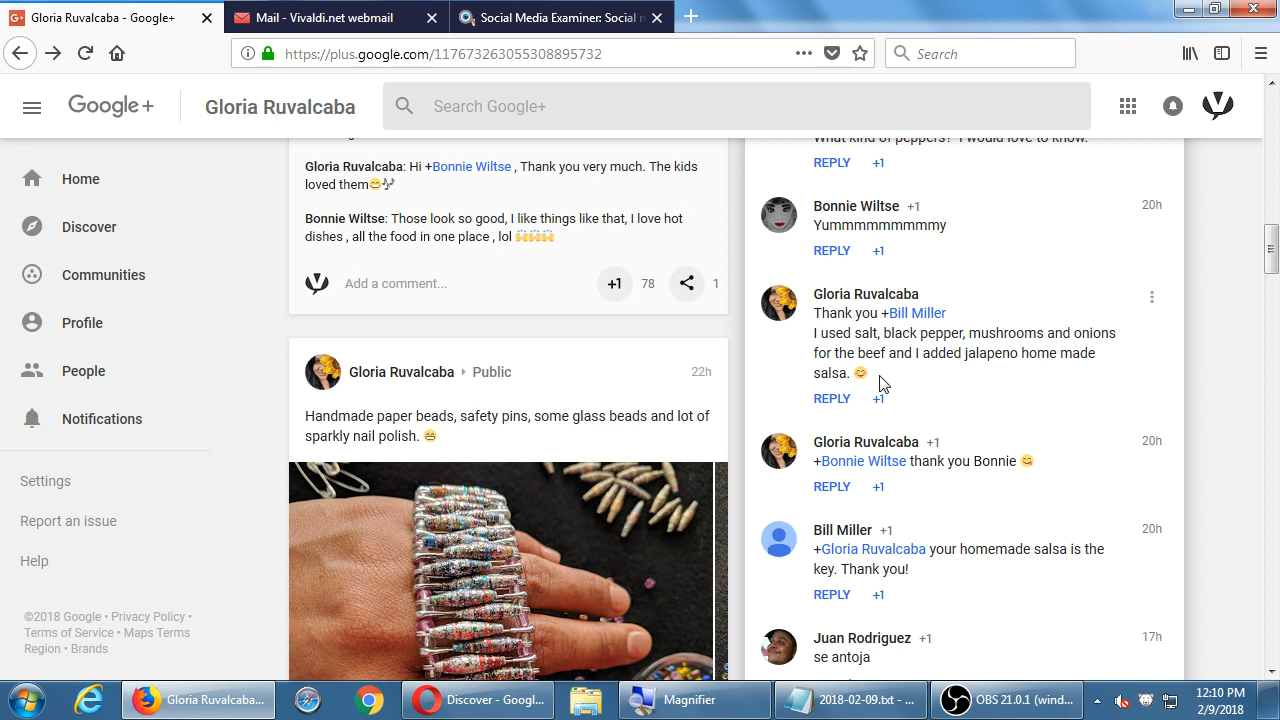 Gloria Ruvalcaba - Google+
Mail - Vivaldi.net webmail
Social Media Examiner: Social
https://plus.google.com/117673263055308895732
Search
Google+
Gloria Ruvalcaba
Search Google+
Home
Discover
Communities
Profile
People
Notifications
Settings
Report an issue
Help
©2018 Google • Privacy Policy •
Terms of Service • Maps Terms
Region • Brands
Gloria Ruvalcaba: Hi +Bonnie Wiltse , Thank you very much. The kids
loved them😁🎶
Bonnie Wiltse: Those look so good, I like things like that, I love hot
dishes , all the food in one place , lol 🙌🙌🙌
Add a comment...
+1
78
1
Gloria Ruvalcaba
Public
22h
Handmade paper beads, safety pins, some glass beads and lot of
sparkly nail polish. 😄
What kind of peppers? I would love to know.
REPLY +1
Bonnie Wiltse +1
20h
Yummmmmmmmmy
REPLY +1
Gloria Ruvalcaba
Thank you +Bill Miller
I used salt, black pepper, mushrooms and onions
for the beef and I added jalapeno home made
salsa. 😊
REPLY +1
Gloria Ruvalcaba +1
20h
+Bonnie Wiltse thank you Bonnie 😋
REPLY +1
Bill Miller +1
20h
+Gloria Ruvalcaba your homemade salsa is the
key. Thank you!
REPLY +1
Juan Rodriguez +1
17h
se antoja
Gloria Ruvalcaba...
Discover - Googl...
Magnifier
2018-02-09.txt - ...
OBS 21.0.1 (wind...
12:10 PM
2/9/2018